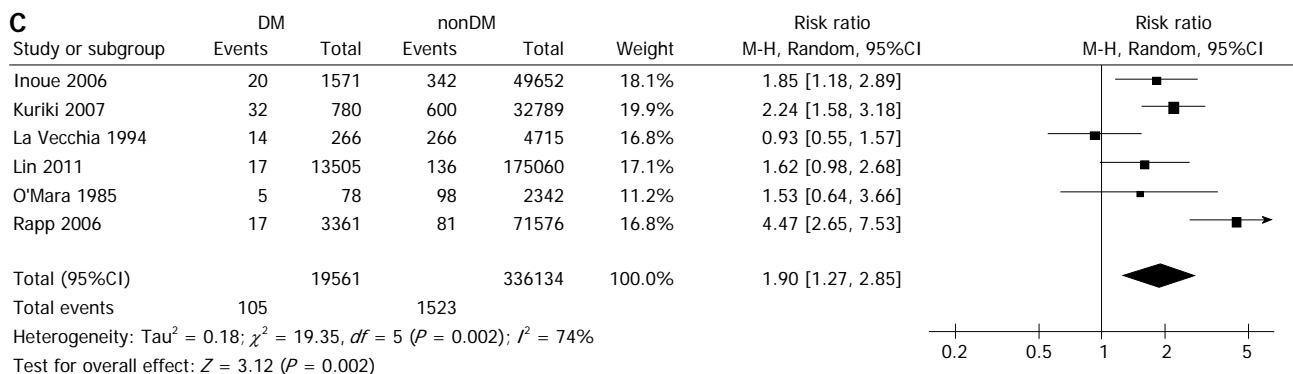 C DM nonDM Risk ratio Risk ratio
Study or subgroup Events Total Events Total Weight M-H, Random, 95%CI M-H, Random, 95%CI
Inoue 2006 20 1571 342 49652 18.1% 1.85 [1.18, 2.89]
Kuriki 2007 32 780 600 32789 19.9% 2.24 [1.58, 3.18]
La Vecchia 1994 14 266 266 4715 16.8% 0.93 [0.55, 1.57]
Lin 2011 17 13505 136 175060 17.1% 1.62 [0.98, 2.68]
O'Mara 1985 5 78 98 2342 11.2% 1.53 [0.64, 3.66]
Rapp 2006 17 3361 81 71576 16.8% 4.47 [2.65, 7.53]
Total (95%CI) 19561 336134 100.0% 1.90 [1.27, 2.85]
Total events 105 1523
Heterogeneity: Tau² = 0.18; χ² = 19.35, df = 5 (P = 0.002); I² = 74%
Test for overall effect: Z = 3.12 (P = 0.002)
0.2 0.5 1 2 5